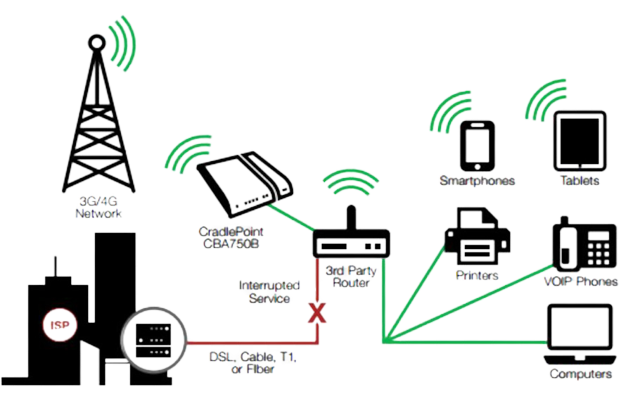 3G/4G
Network
CradlePoint
CBA750B
Smartphones
Tablets
3rd Party
Router
Printers
VOIP Phones
Interrupted
Service
X
ISP
DSL, Cable, T1,
or Fiber
Computers